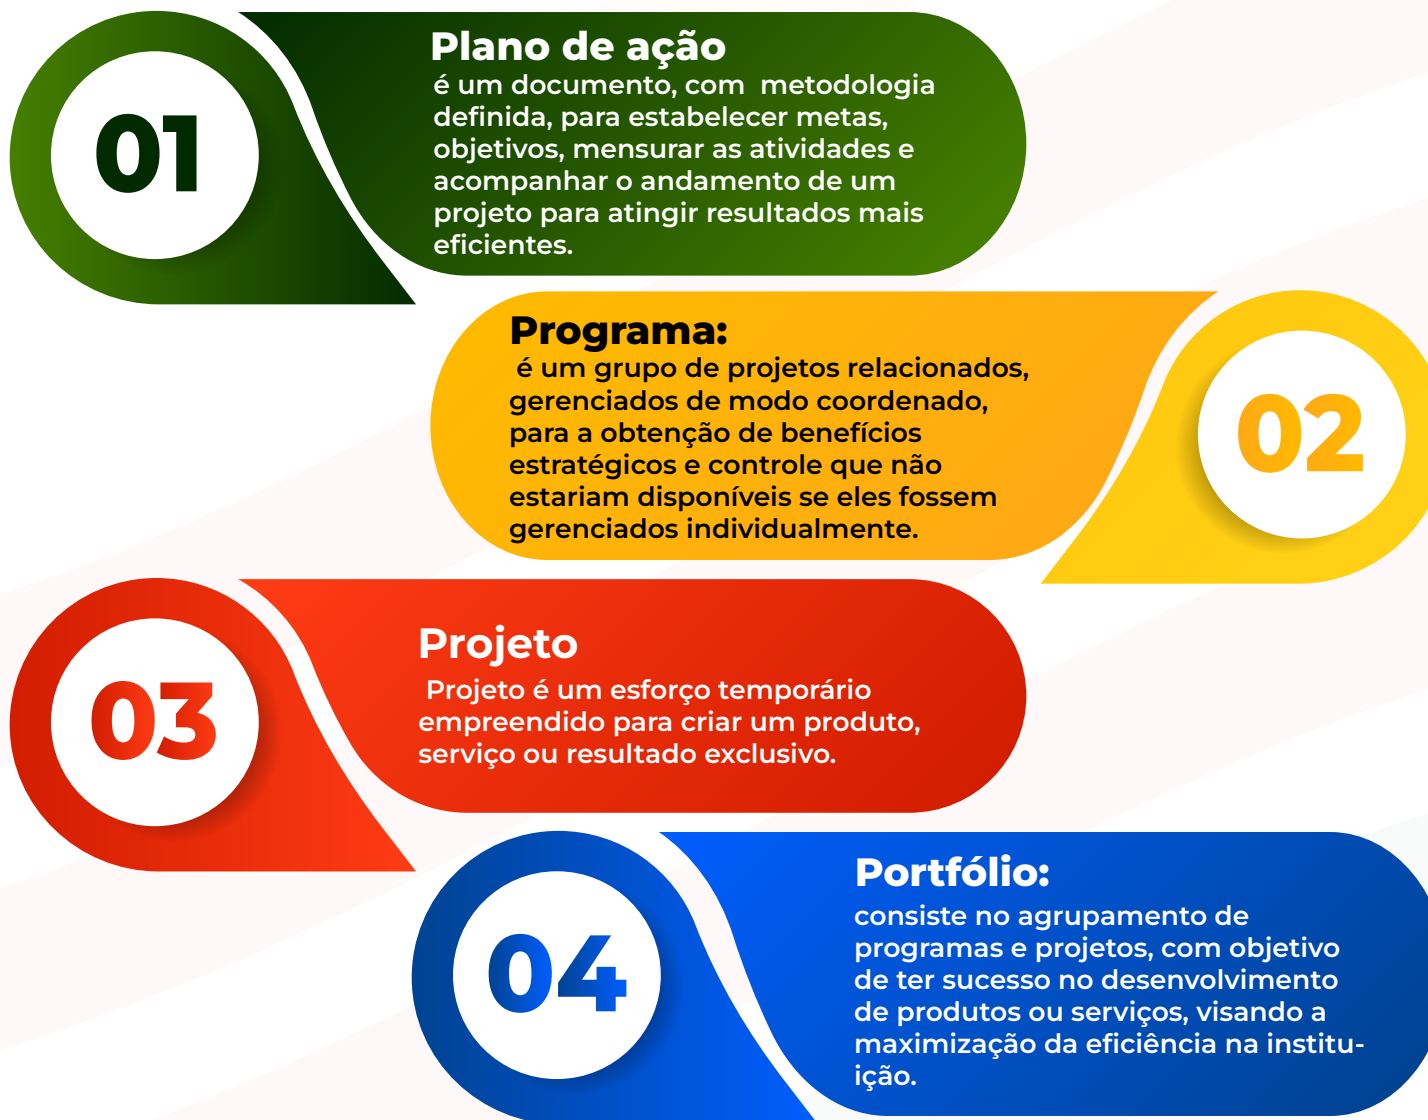 01
Plano de ação
é um documento, com metodologia
definida, para estabelecer metas,
objetivos, mensurar as atividades e
acompanhar o andamento de um
projeto para atingir resultados mais
eficientes.
Programa:
é um grupo de projetos relacionados,
gerenciados de modo coordenado,
para a obtenção de benefícios
estratégicos e controle que não
estariam disponíveis se eles fossem
gerenciados individualmente.
02
03
Projeto
Projeto é um esforço temporário
empreendido para criar um produto,
serviço ou resultado exclusivo.
04
Portfólio:
consiste no agrupamento de
programas e projetos, com objetivo
de ter sucesso no desenvolvimento
de produtos ou serviços, visando a
maximização da eficiência na institu-
ição.